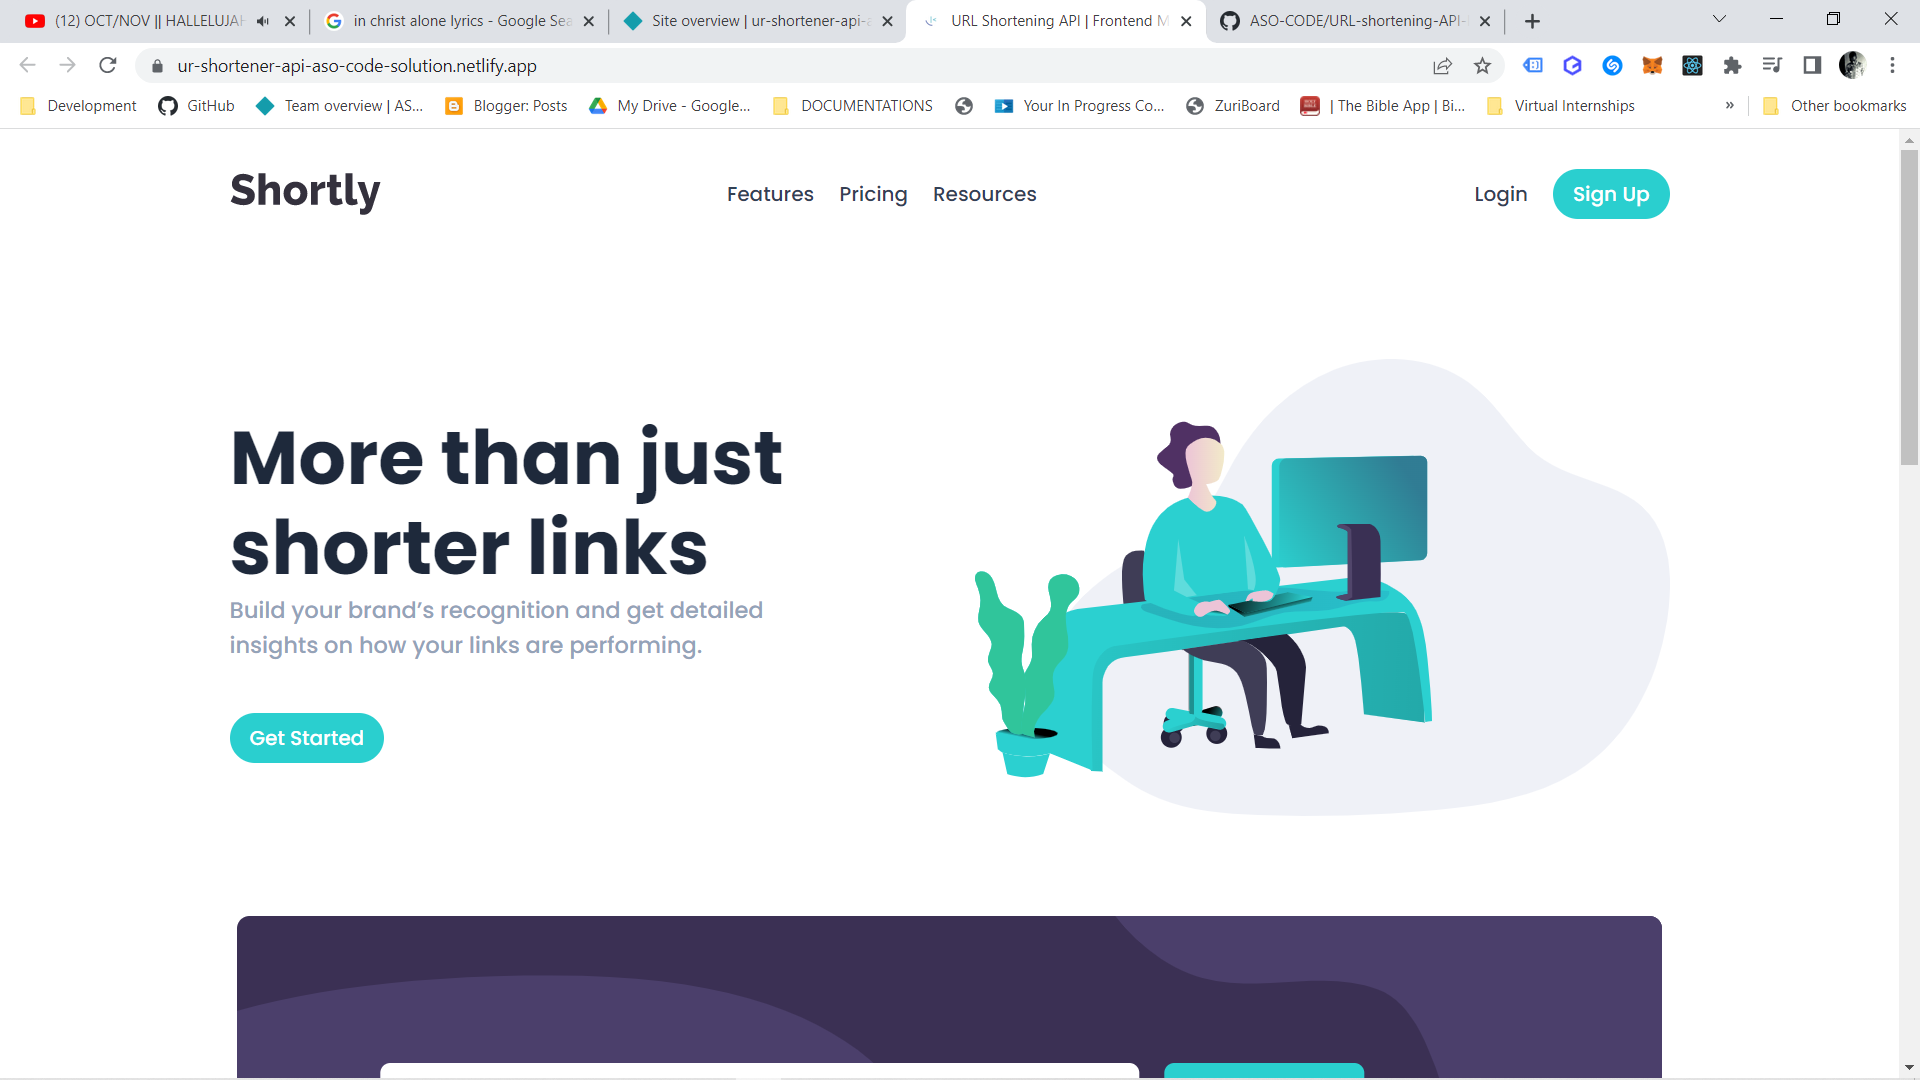 (12) OCT/NOV || HALLELUJAH
in christ alone lyrics - Google Sea
Site overview | ur-shortener-api-a
URL Shortening API | Frontend M
ASO-CODE/URL-shortening-API-
ur-shortener-api-aso-code-solution.netlify.app
Development
GitHub
Team overview | AS...
Blogger: Posts
My Drive - Google...
DOCUMENTATIONS
Your In Progress Co...
ZuriBoard
| The Bible App | Bi...
Virtual Internships
»
Other bookmarks
Shortly
Features
Pricing
Resources
Login
Sign Up
More than just
shorter links
Build your brand’s recognition and get detailed
insights on how your links are performing.
Get Started